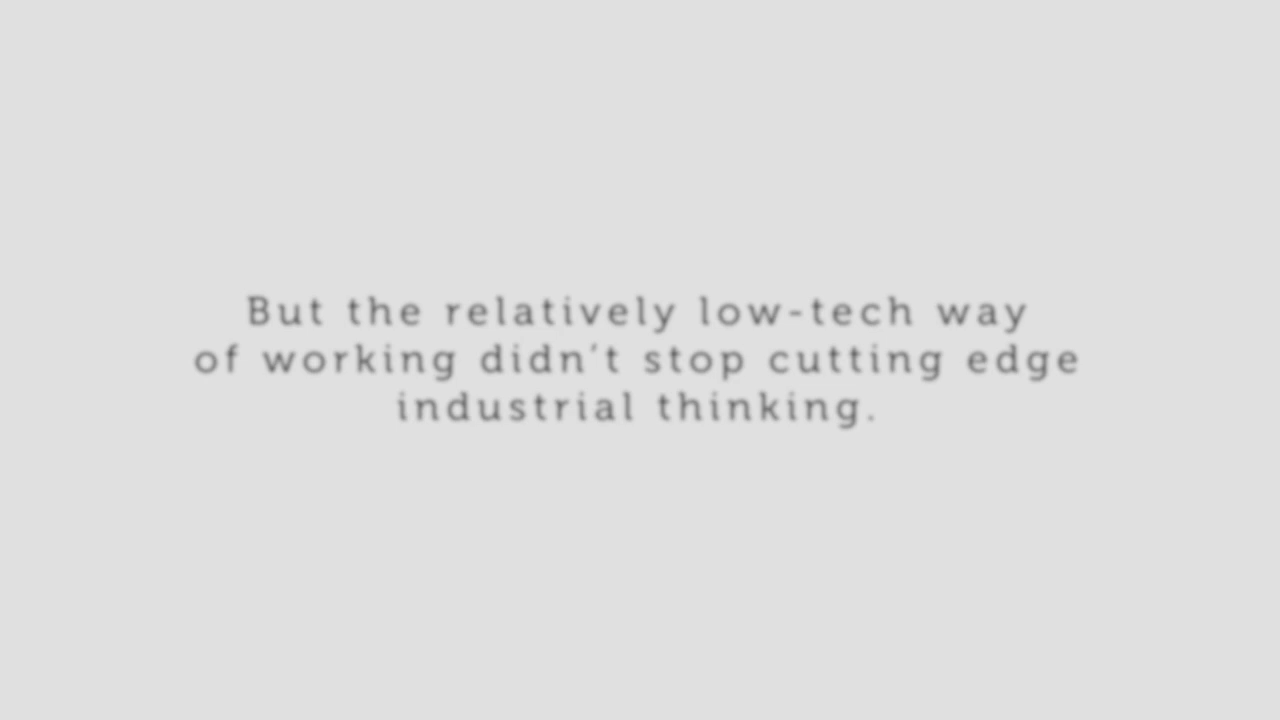 But the relatively low-tech way
of working didn´t stop cutting edge
industrial thinking.